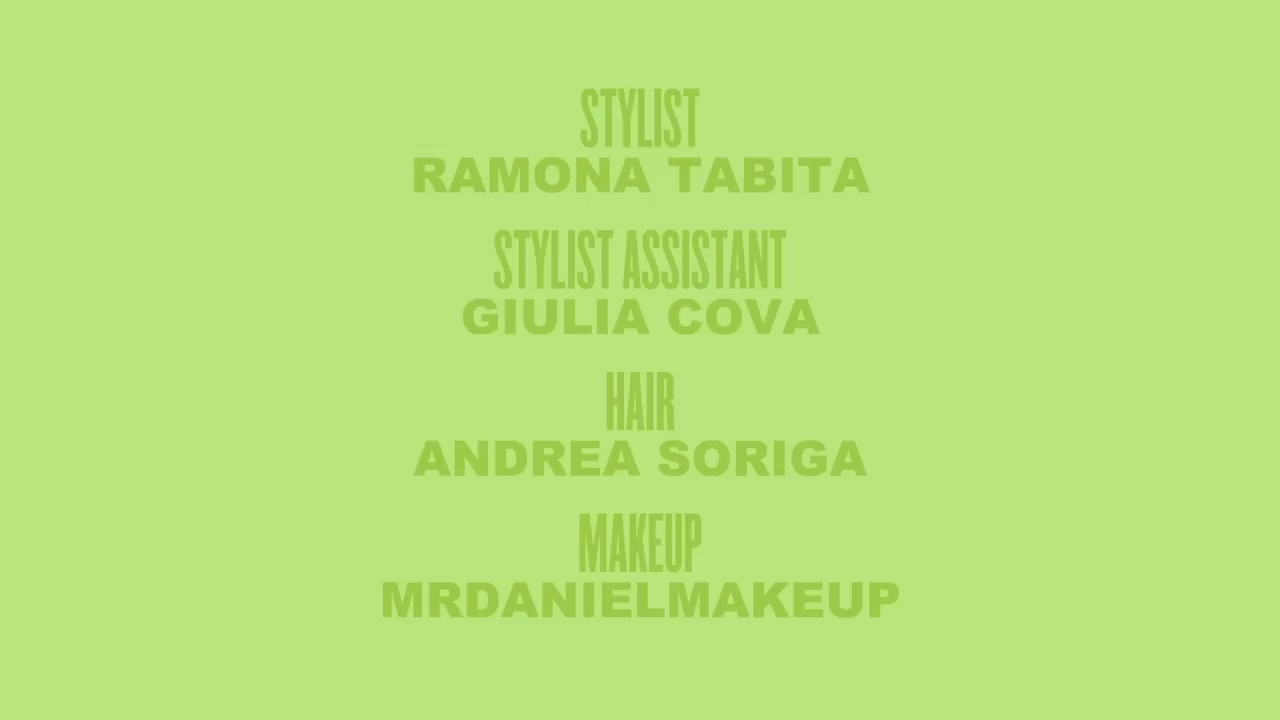 STYLIST
RAMONA TABITA
STYLIST ASSISTANT
GIULIA COVA
HAIR
ANDREA SORIGA
MAKEUP
MRDANIELMAKEUP